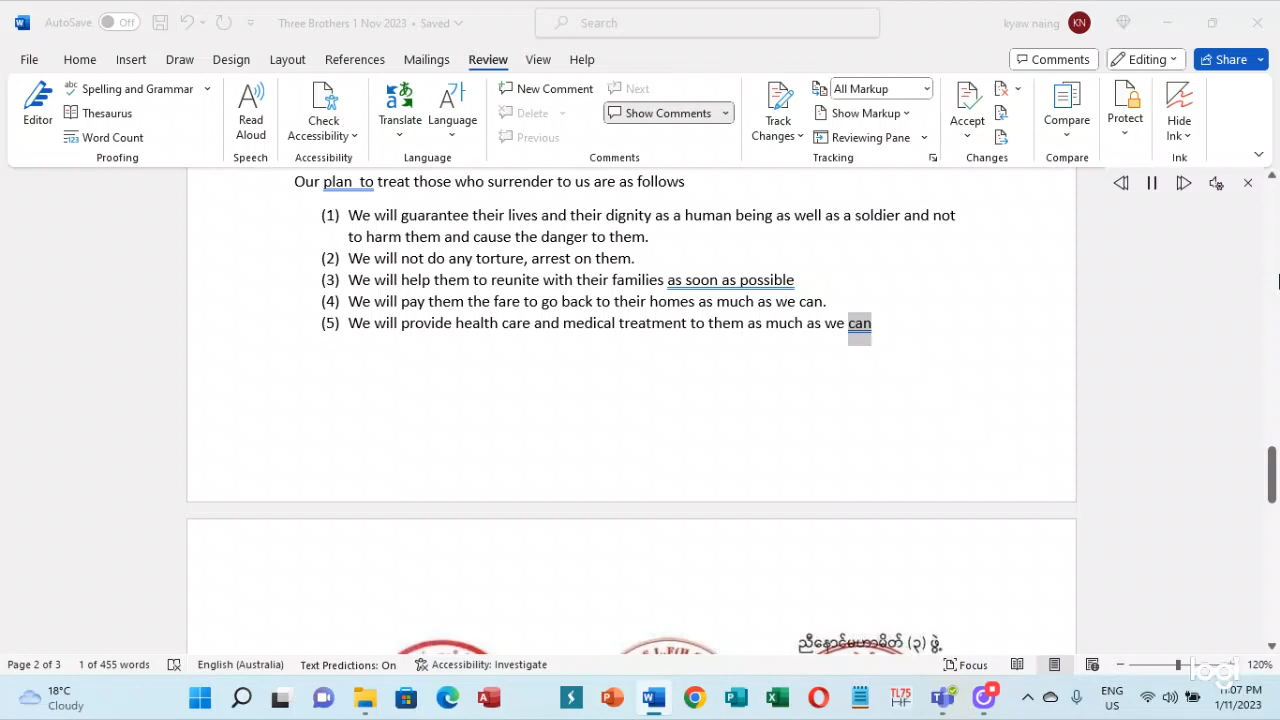 AutoSave Off Three Brothers 1 Nov 2023 • Saved Search kyaw naing KN
File Home Insert Draw Design Layout References Mailings Review View Help Comments Editing Share
Editor
Spelling and Grammar
Thesaurus
Word Count
Proofing
Read Aloud
Speech
Check Accessibility
Accessibility
Translate Language
Language
New Comment Next
Delete Show Comments
Previous
Comments
Track Changes
All Markup
Show Markup
Reviewing Pane
Tracking
Accept
Changes
Compare
Compare
Protect
Hide Ink
Ink
Our plan to treat those who surrender to us are as follows
(1) We will guarantee their lives and their dignity as a human being as well as a soldier and not
to harm them and cause the danger to them.
(2) We will not do any torture, arrest on them.
(3) We will help them to reunite with their families as soon as possible
(4) We will pay them the fare to go back to their homes as much as we can.
(5) We will provide health care and medical treatment to them as much as we can
ညီနောင်မဟာမိတ် (၃) ဖွဲ့
Page 2 of 3 1 of 455 words English (Australia) Text Predictions: On Accessibility: Investigate Focus 120%
logi
18°C
Cloudy
TL75
HF
ENG
US
11:07 PM
1/11/2023